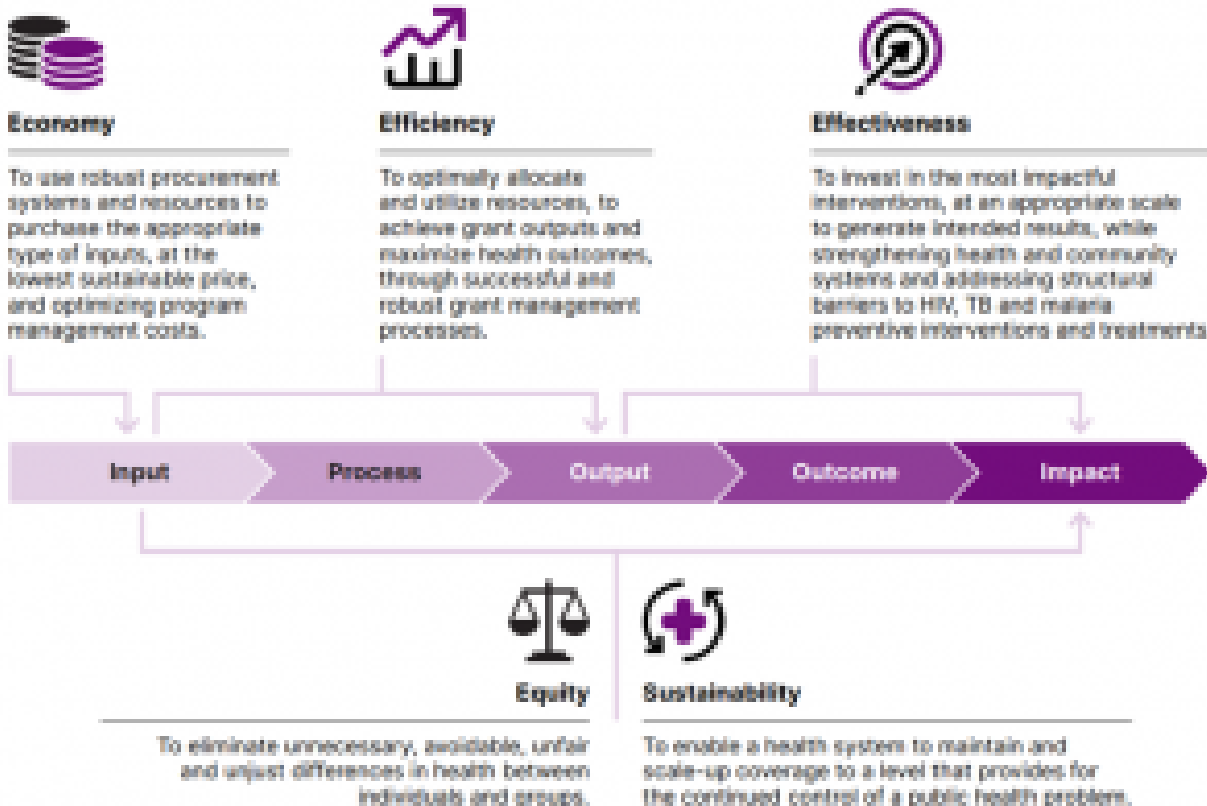 Economy
To use robust procurement
systems and resources to
purchase the appropriate
type of inputs, at the
lowest sustainable price,
and optimizing program
management costs.
Efficiency
To optimally allocate
and utilize resources, to
achieve grant outputs and
maximize health outcomes,
through successful and
robust grant management
processes.
Effectiveness
To invest in the most impactful
interventions, at an appropriate scale
to generate intended results, while
strengthening health and community
systems and addressing structural
barriers to HIV, TB and malaria
preventive interventions and treatments
Input
Process
Output
Outcome
Impact
Equity
To eliminate unnecessary, avoidable, unfair
and unjust differences in health between
individuals and groups.
Sustainability
To enable a health system to maintain and
scale-up coverage to a level that provides for
the continued control of a public health problem.